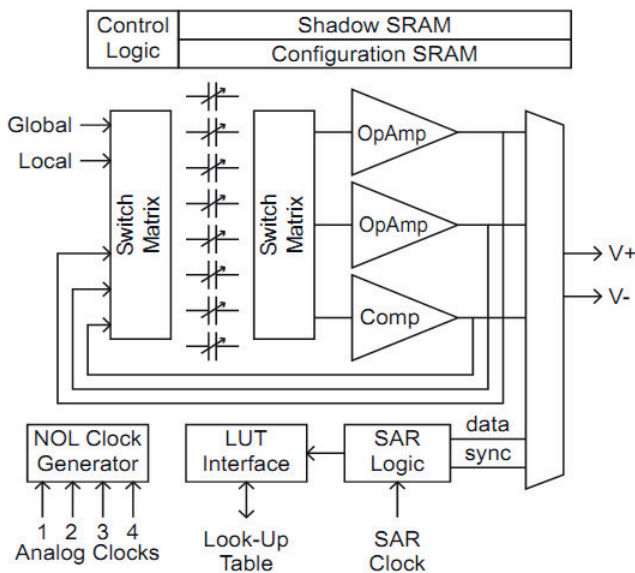 Control
Logic
Shadow SRAM
Configuration SRAM
Global
Local
Switch
Matrix
Switch
Matrix
OpAmp
OpAmp
Comp
V+
V-
NOL Clock
Generator
LUT
Interface
SAR
Logic
data
sync
1 2 3 4
Analog Clocks
Look-Up
Table
SAR
Clock